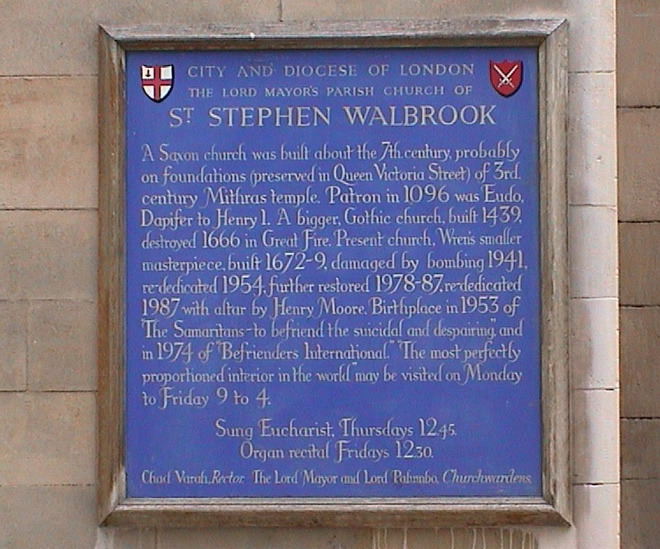 CITY AND DIOCESE OF LONDON
THE LORD MAYOR'S PARISH CHURCH OF
ST STEPHEN WALBROOK
A Saxon church was built about the 7th. century, probably
on foundations (preserved in Queen Victoria Street) of 3rd.
century Mithras temple. Patron in 1096 was Eudo,
Dapifer to Henry I. A bigger, Gothic church, built 1439,
destroyed 1666 in Great Fire. Present church, Wren's smaller
masterpiece, built 1672-9, damaged by bombing 1941,
re-dedicated 1954, further restored 1978-87, re-dedicated
1987 with altar by Henry Moore. Birthplace in 1953 of
"The Samaritans - to befriend the suicidal and despairing", and
in 1974 of "Befrienders International." "The most perfectly
proportioned interior in the world" may be visited on Monday
to Friday 9 to 4.
Sung Eucharist, Thursdays 12.45.
Organ recital Fridays 12.30.
Chad Varah, Rector. The Lord Mayor and Lord Palumbo, Churchwardens.